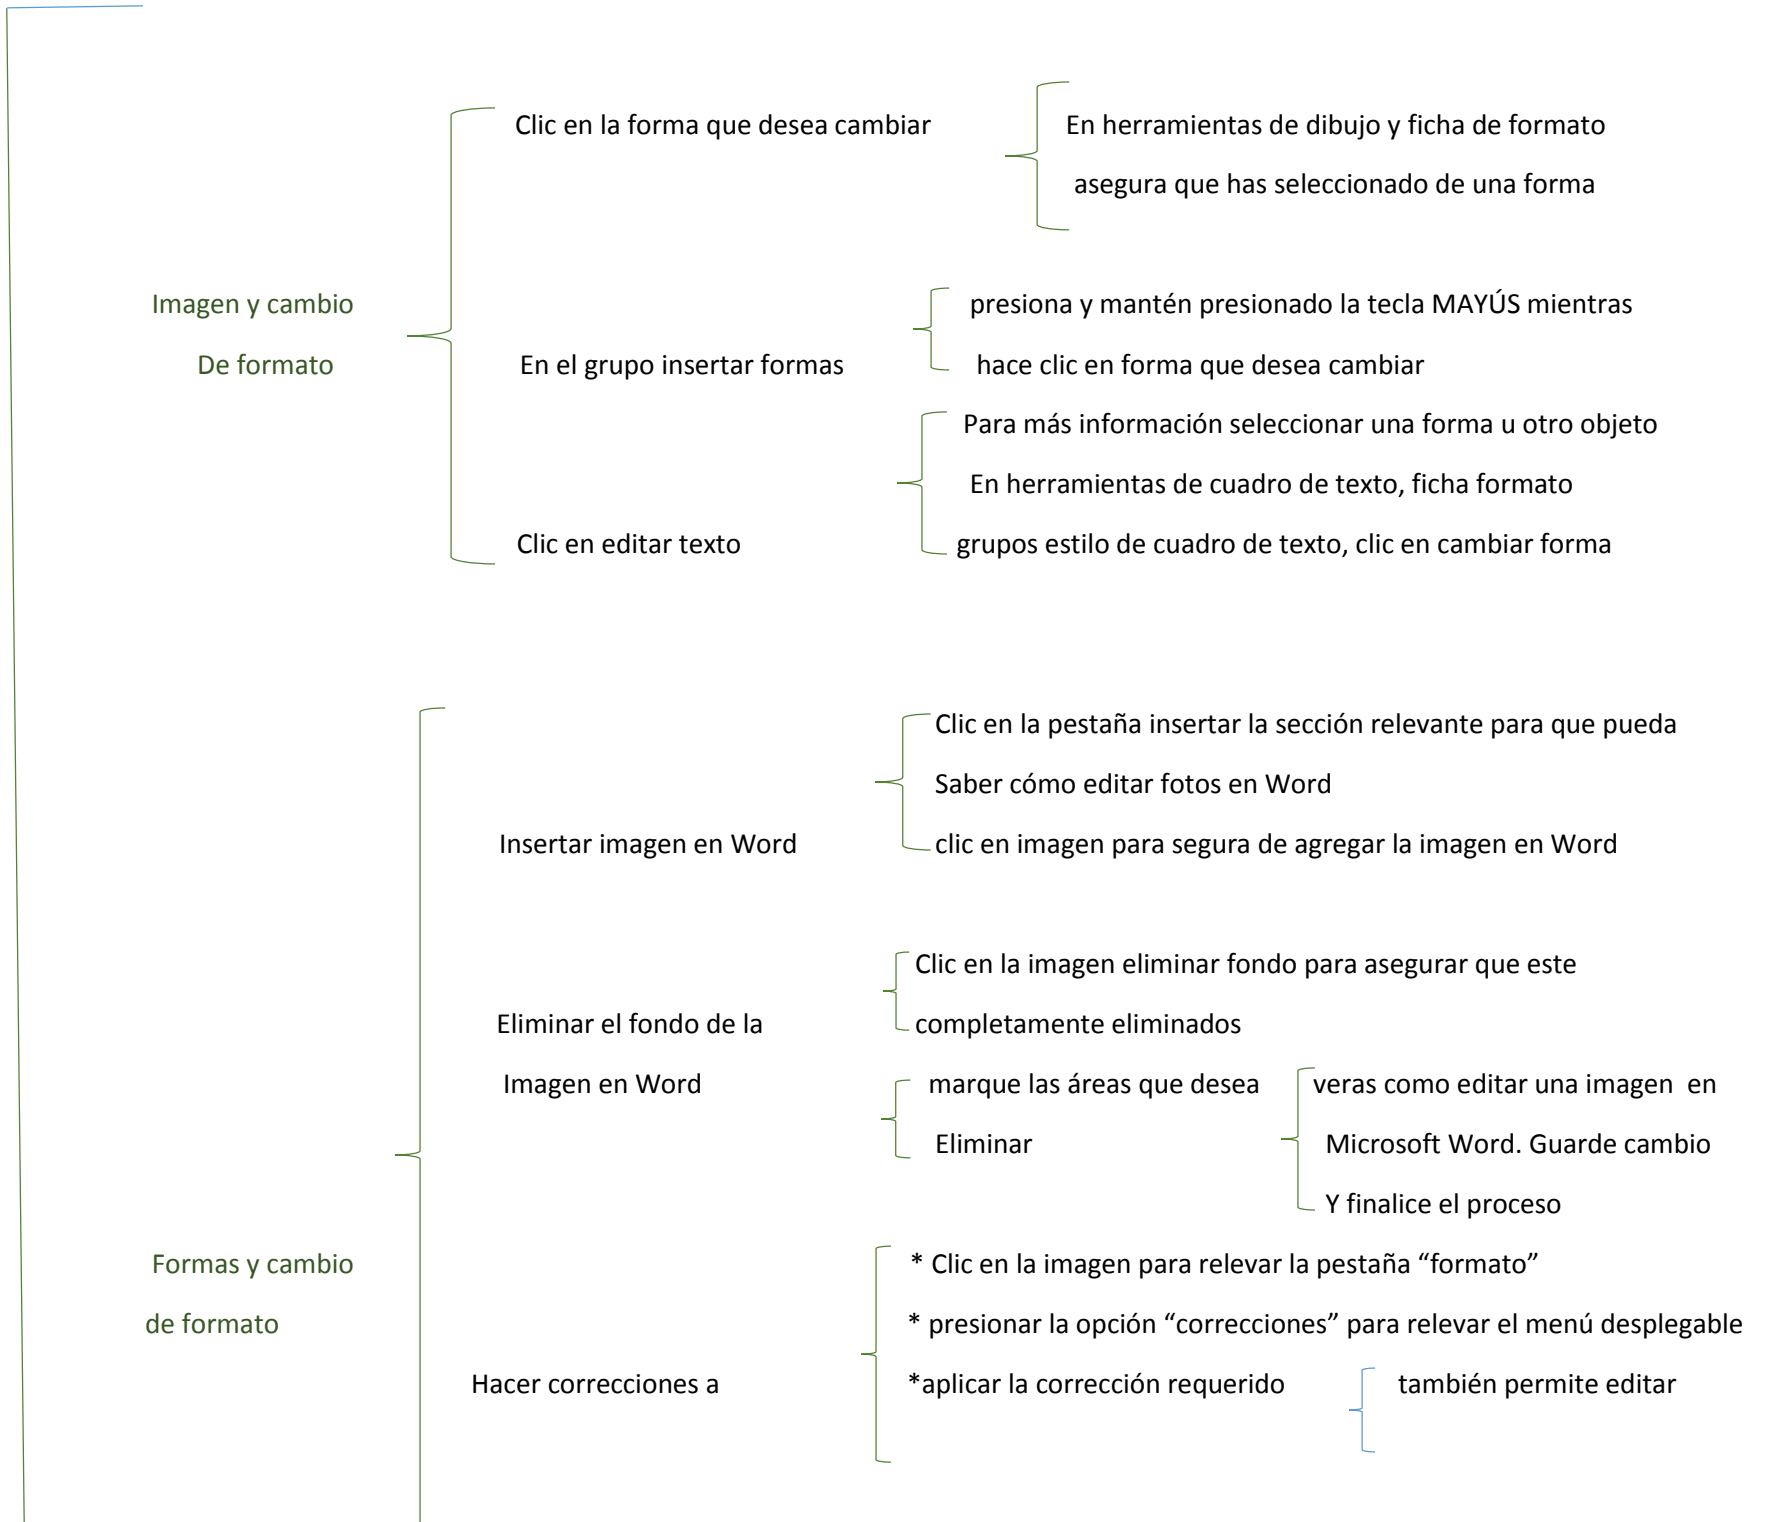 Clic en la forma que desea cambiar
En herramientas de dibujo y ficha de formato
asegura que has seleccionado de una forma
Imagen y cambio
De formato
En el grupo insertar formas
presiona y mantén presionado la tecla MAYÚS mientras
hace clic en forma que desea cambiar
Clic en editar texto
Para más información seleccionar una forma u otro objeto
En herramientas de cuadro de texto, ficha formato
grupos estilo de cuadro de texto, clic en cambiar forma
Insertar imagen en Word
Clic en la pestaña insertar la sección relevante para que pueda
Saber cómo editar fotos en Word
clic en imagen para segura de agregar la imagen en Word
Eliminar el fondo de la
Imagen en Word
Clic en la imagen eliminar fondo para asegurar que este
completamente eliminados
marque las áreas que desea
Eliminar
veras como editar una imagen  en
Microsoft Word. Guarde cambio
Y finalice el proceso
Formas y cambio
de formato
Hacer correcciones a
* Clic en la imagen para relevar la pestaña “formato”
* presionar la opción “correcciones” para relevar el menú desplegable
*aplicar la corrección requerido
también permite editar